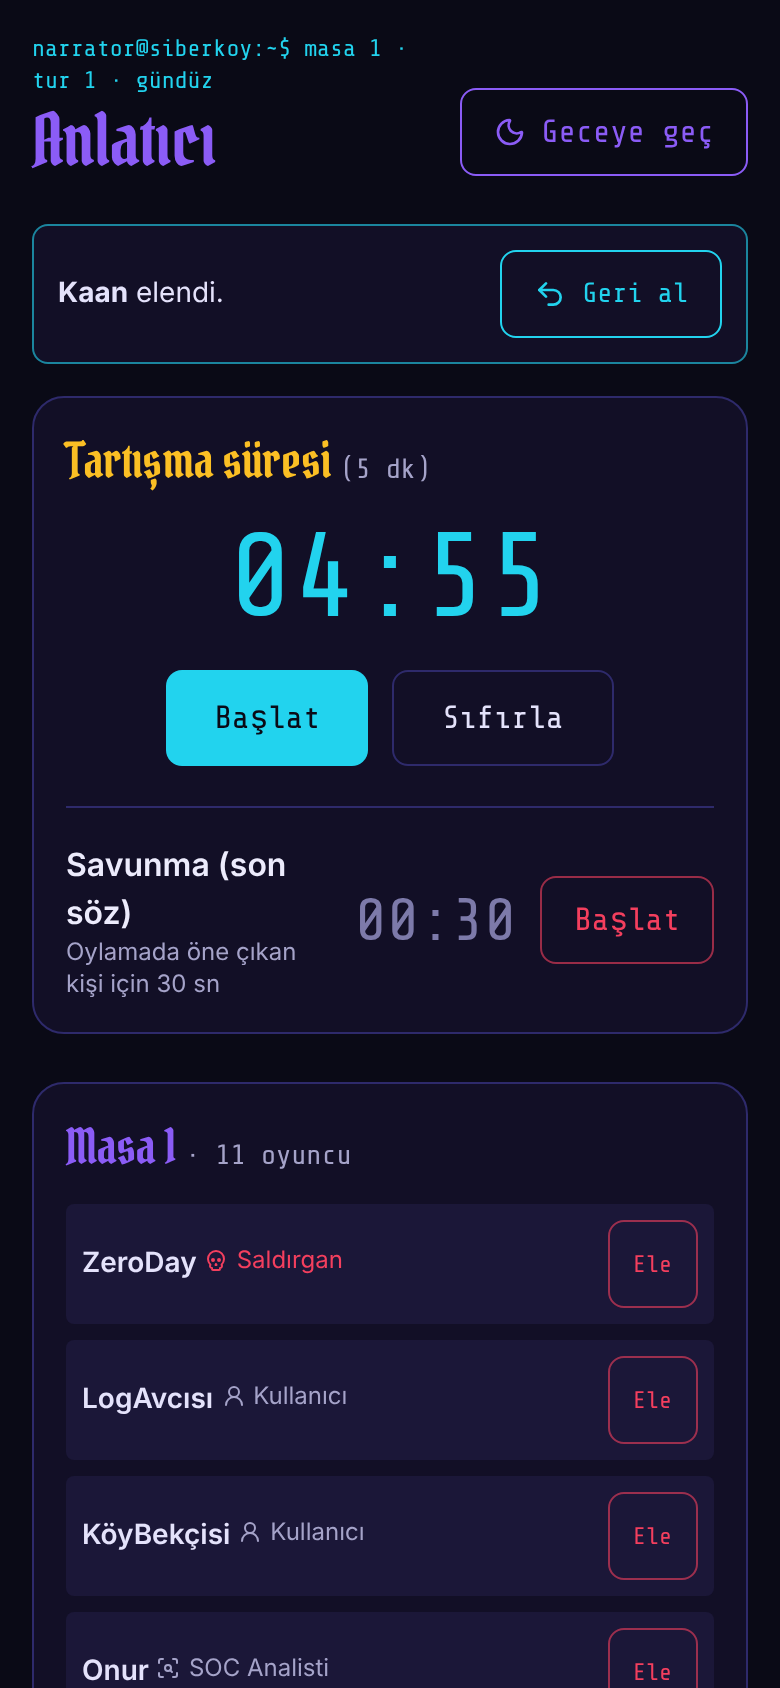 narrator@siberkoy:~$ masa 1 ·
tur 1 · gündüz
Anlatıcı
Geceye geç
Kaan elendi.
Geri al
Tartışma süresi (5 dk)
04:55
Başlat
Sıfırla
Savunma (son
söz)
Oylamada öne çıkan
kişi için 30 sn
00:30
Başlat
Masa 1 · 11 oyuncu
ZeroDay Saldırgan
Ele
LogAvcısı Kullanıcı
Ele
KöyBekçisi Kullanıcı
Ele
Onur SOC Analisti
Ele